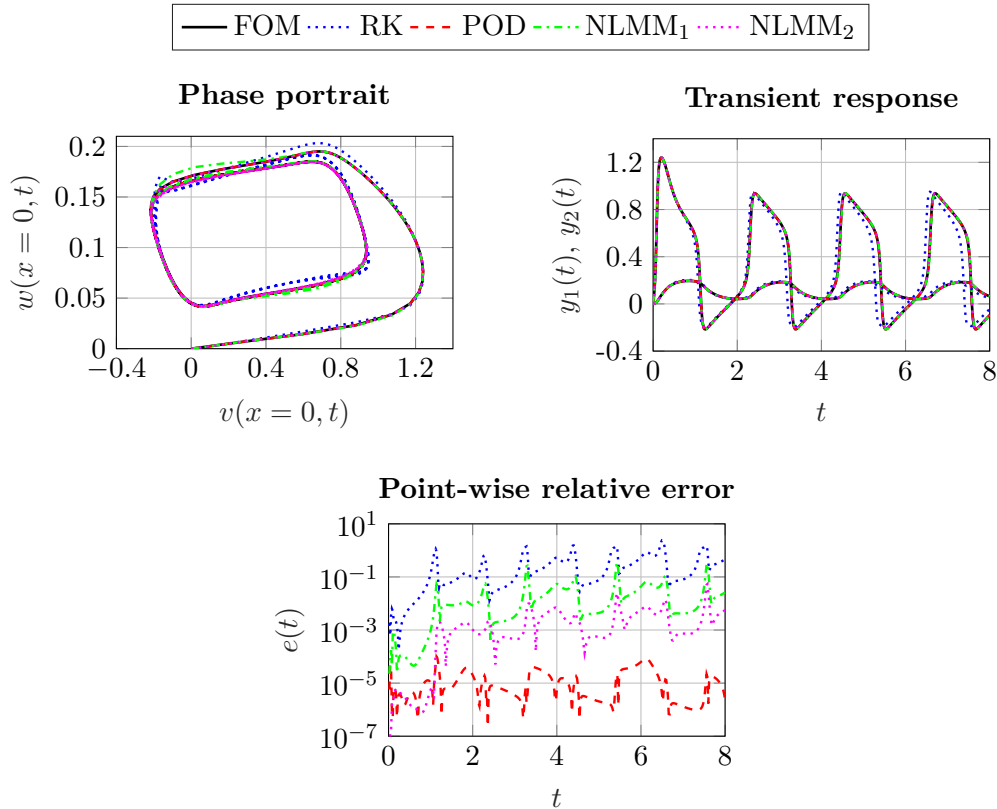 FOM RK POD NLMM₁ NLMM₂
Phase portrait
w(x = 0, t)
0.2
0.15
0.1
0.05
0
−0.4 0 0.4 0.8 1.2
v(x = 0, t)
Transient response
y₁(t), y₂(t)
1.2
0.8
0.4
0
-0.4
0 2 4 6 8
t
Point-wise relative error
e(t)
10¹
10⁻¹
10⁻³
10⁻⁵
10⁻⁷
0 2 4 6 8
t